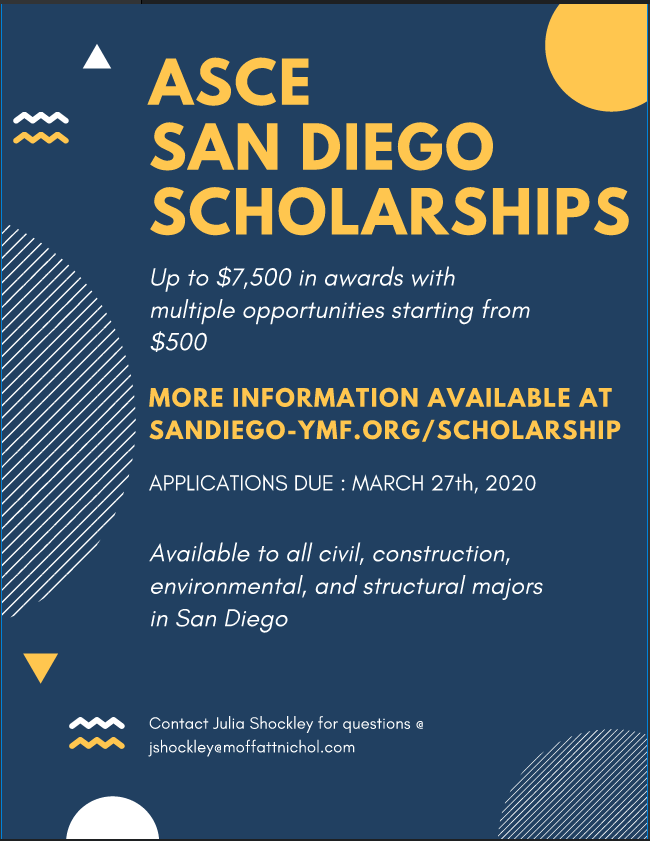 ASCE
SAN DIEGO
SCHOLARSHIPS
Up to $7,500 in awards with
multiple opportunities starting from
$500
MORE INFORMATION AVAILABLE AT
SANDIEGO-YMF.ORG/SCHOLARSHIP
APPLICATIONS DUE : MARCH 27th, 2020
Available to all civil, construction,
environmental, and structural majors
in San Diego
Contact Julia Shockley for questions @
jshockley@moffattnichol.com